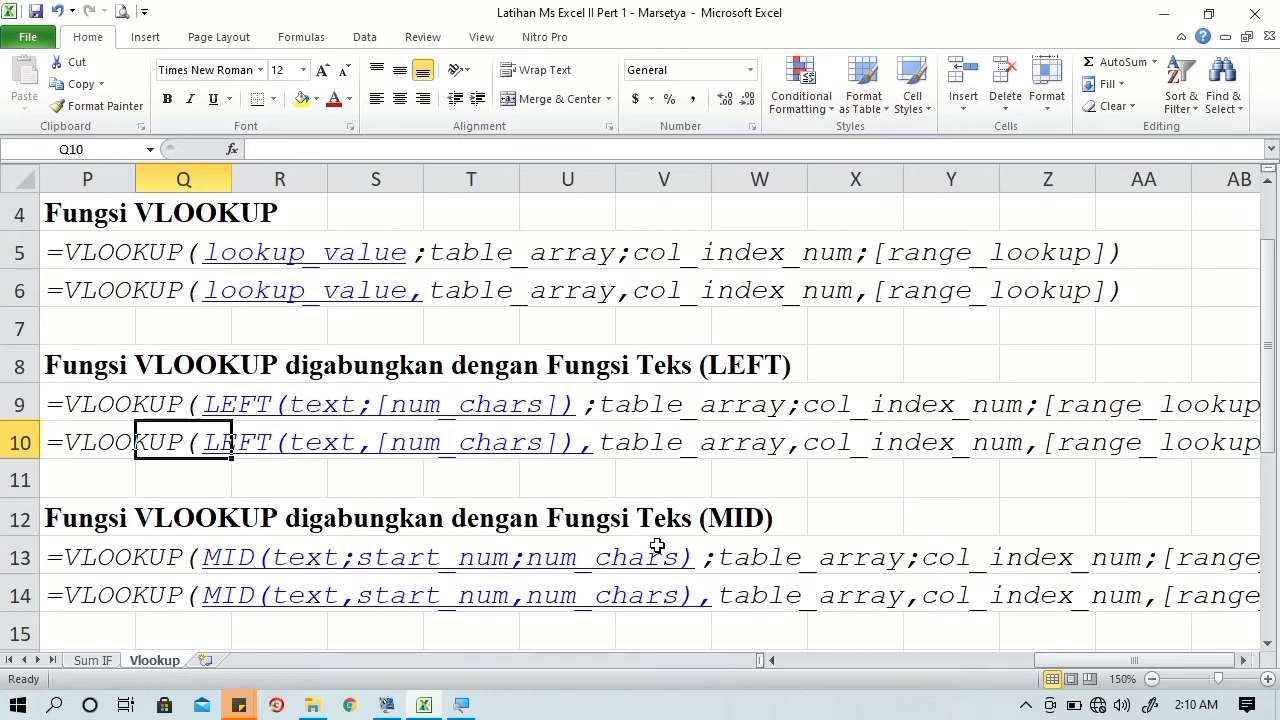 Latihan Ms Excel II Pert 1 - Marsetya - Microsoft Excel
File Home Insert Page Layout Formulas Data Review View Nitro Pro
Paste Cut Copy Format Painter
Clipboard
Times New Roman 12
B I U A
Font
Wrap Text
Merge & Center
Alignment
General
$ % ,
Number
Conditional Formatting Format as Table Cell Styles
Styles
Insert Delete Format
Cells
AutoSum
Fill
Clear
Sort & Filter
Find & Select
Editing
Q10 fx
P Q R S T U V W X Y Z AA AB
4 Fungsi VLOOKUP
5 =VLOOKUP(lookup_value;table_array;col_index_num;[range_lookup])
6 =VLOOKUP(lookup_value,table_array,col_index_num,[range_lookup])
7
8 Fungsi VLOOKUP digabungkan dengan Fungsi Teks (LEFT)
9 =VLOOKUP(LEFT(text;[num_chars]);table_array;col_index_num;[range_lookup
10 =VLOOKUP(LEFT(text,[num_chars]),table_array,col_index_num,[range_lookup
11
12 Fungsi VLOOKUP digabungkan dengan Fungsi Teks (MID)
13 =VLOOKUP(MID(text;start_num;num_chars);table_array;col_index_num;[range_
14 =VLOOKUP(MID(text,start_num,num_chars),table_array,col_index_num,[range_
15
Sum IF Vlookup
Ready 150%
2:10 AM